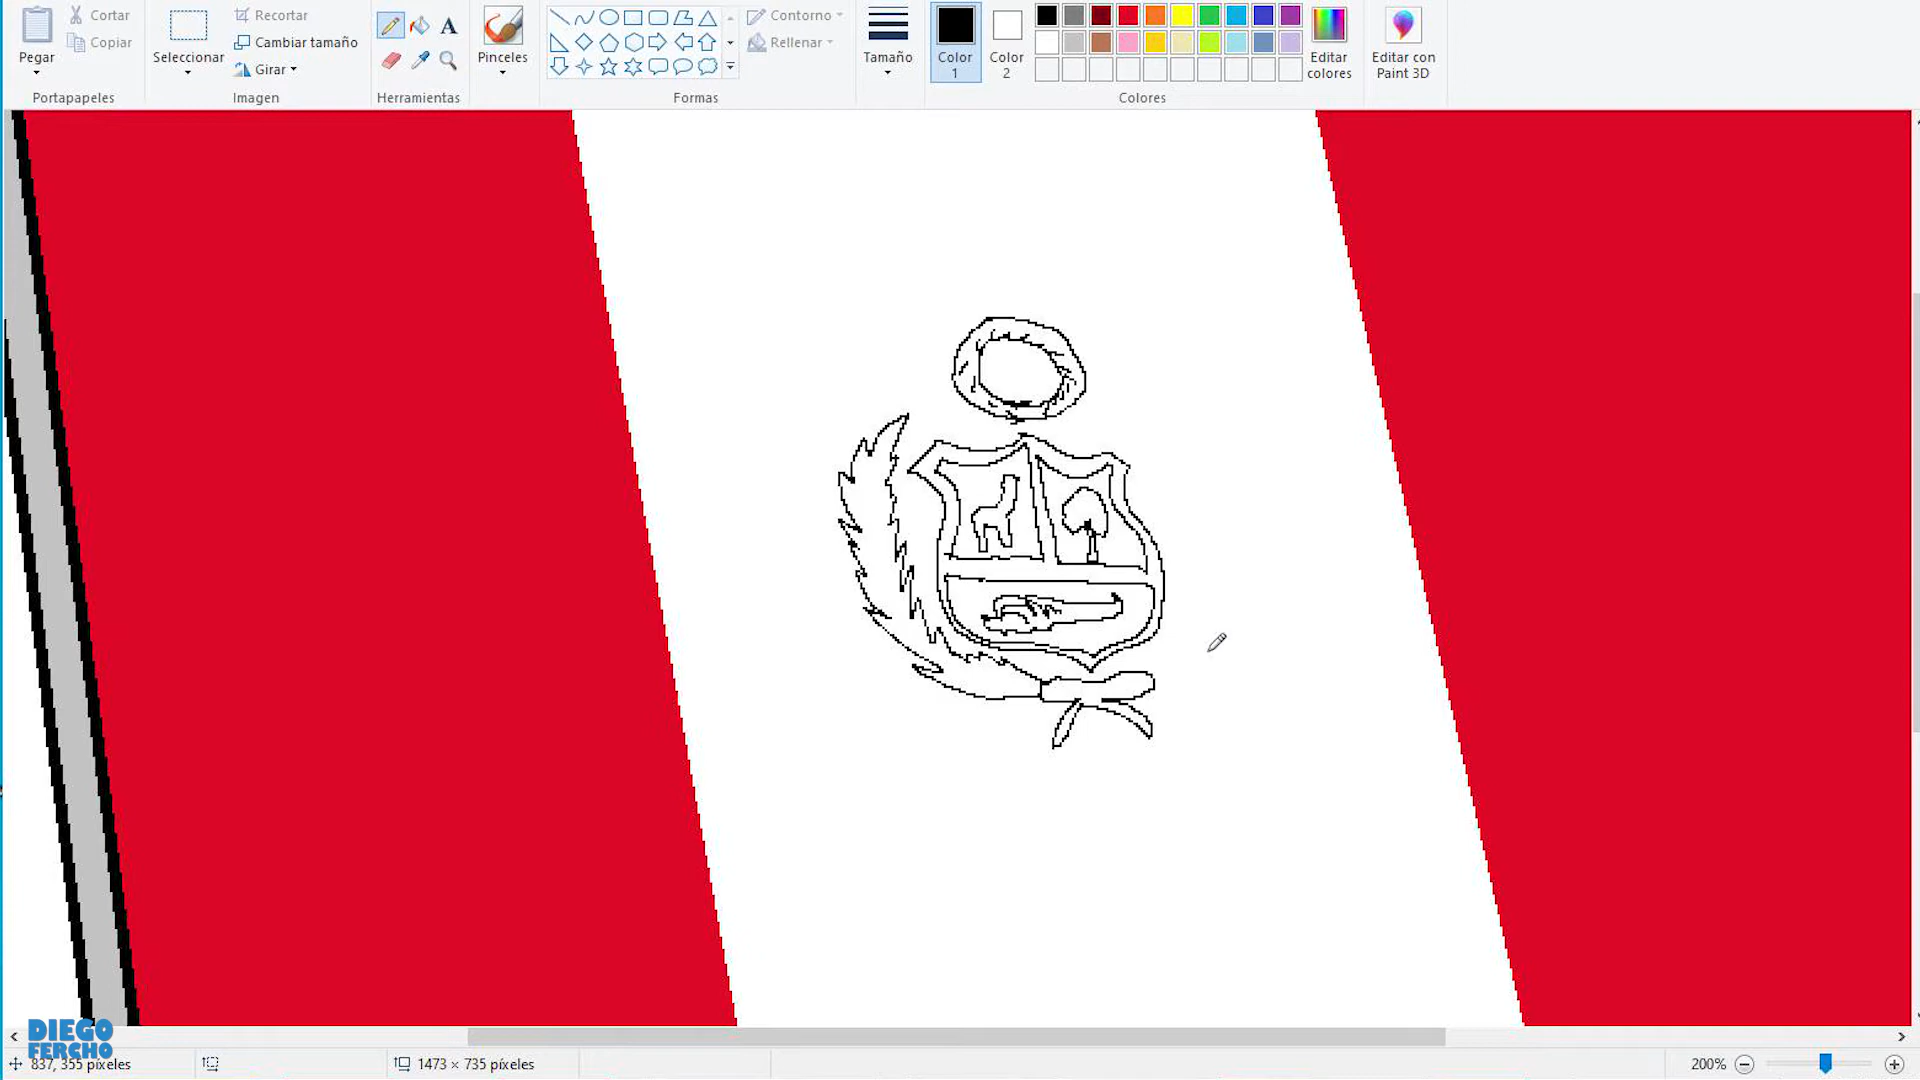 Pegar
Cortar
Copiar
Portapapeles
Seleccionar
Recortar
Cambiar tamaño
Girar
Imagen
A
Herramientas
Pinceles
Contorno
Rellenar
Formas
Tamaño
Color
1
Color
2
Editar
colores
Colores
Editar con
Paint 3D
DIEGO
FERCHO
837, 355 píxeles
1473 × 735 píxeles
200%